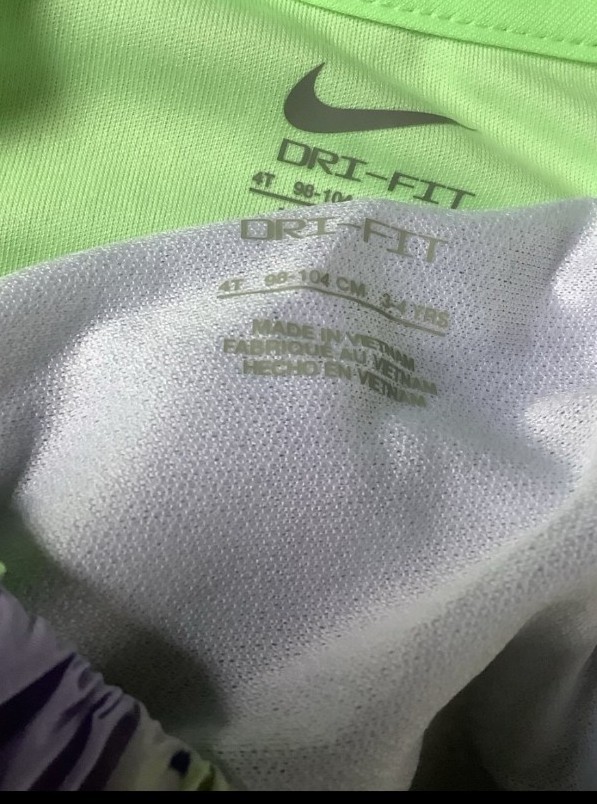 DRI-FIT
4T 98-104
DRI-FIT
4T 98-104 CM 3-4 YRS
MADE IN VIETNAM
FABRIQUÉ AU VIETNAM
HECHO EN VIETNAM